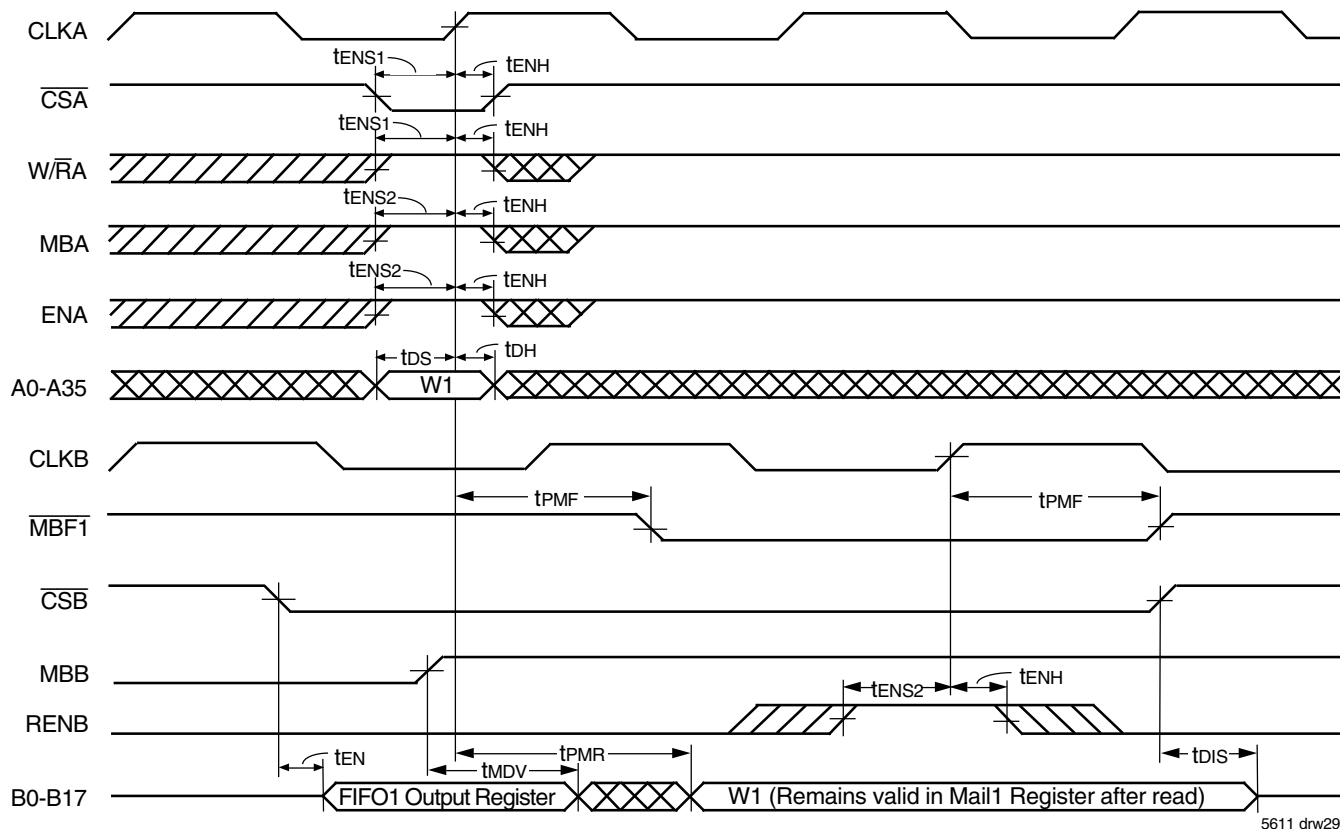 CLKA
tENS1 tENH
CSA
tENS1 tENH
W/RA
tENS2 tENH
MBA
tENS2 tENH
ENA
tDS tDH
A0-A35 W1
CLKB
tPMF tPMF
MBF1
CSB
MBB
tENS2 tENH
RENB
tEN tPMR tMDV tDIS
B0-B17 FIFO1 Output Register W1 (Remains valid in Mail1 Register after read)
5611 drw29